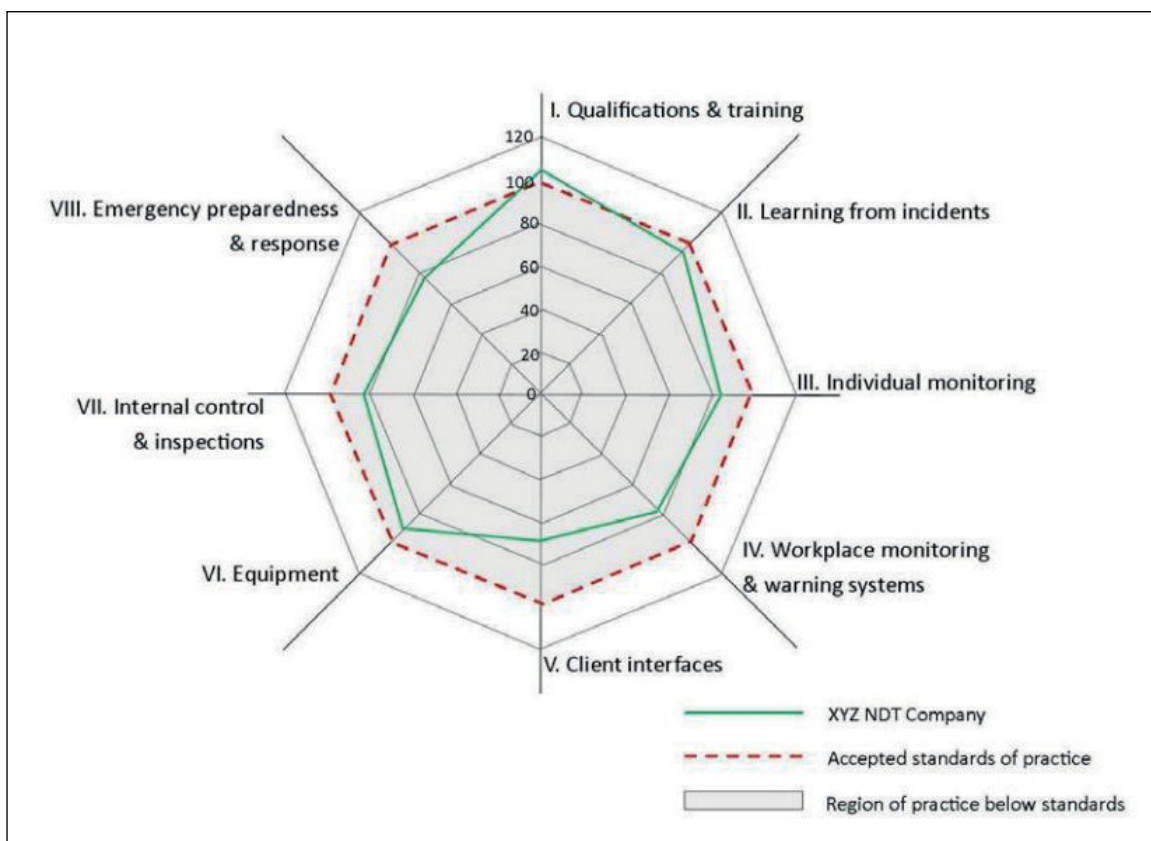 I. Qualifications & training
120
100
VIII. Emergency preparedness
& response
II. Learning from incidents
80
60
40
20
0
III. Individual monitoring
VII. Internal control
& inspections
IV. Workplace monitoring
& warning systems
VI. Equipment
V. Client interfaces
XYZ NDT Company
Accepted standards of practice
Region of practice below standards